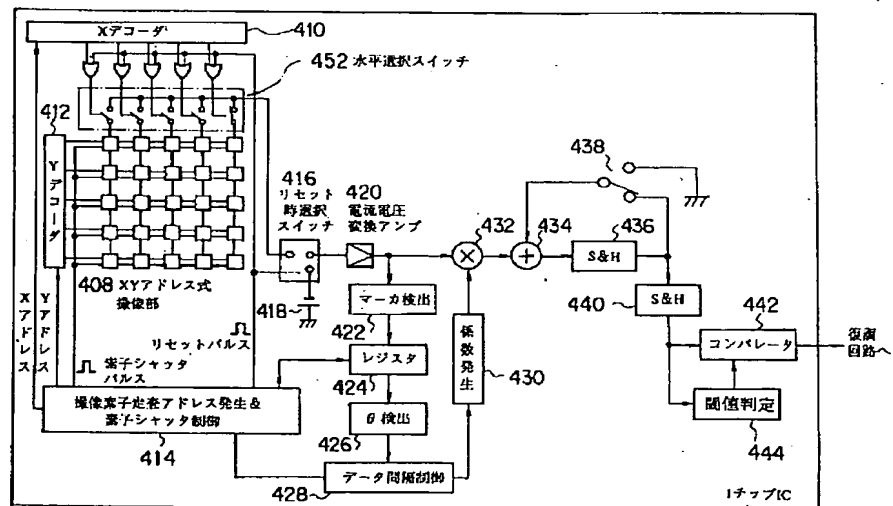 Xデコーダ
410
452 水平選択スイッチ
412
Yデコーダ
416
リセット
時選択
スイッチ
420
電流電圧
変換アンプ
438
432
434
436
S&H
408 XYアドレス式
撮像部
418
マーカ検出
422
440
S&H
442
コンパレータ
復調
回路へ
Xアドレス
Yアドレス
リセットパルス
素子シャッタ
パルス
レジスタ
424
係数発生
430
閾値判定
444
撮像素子走査アドレス発生&
素子シャッタ制御
414
θ検出
426
データ間隔制御
428
1チップIC